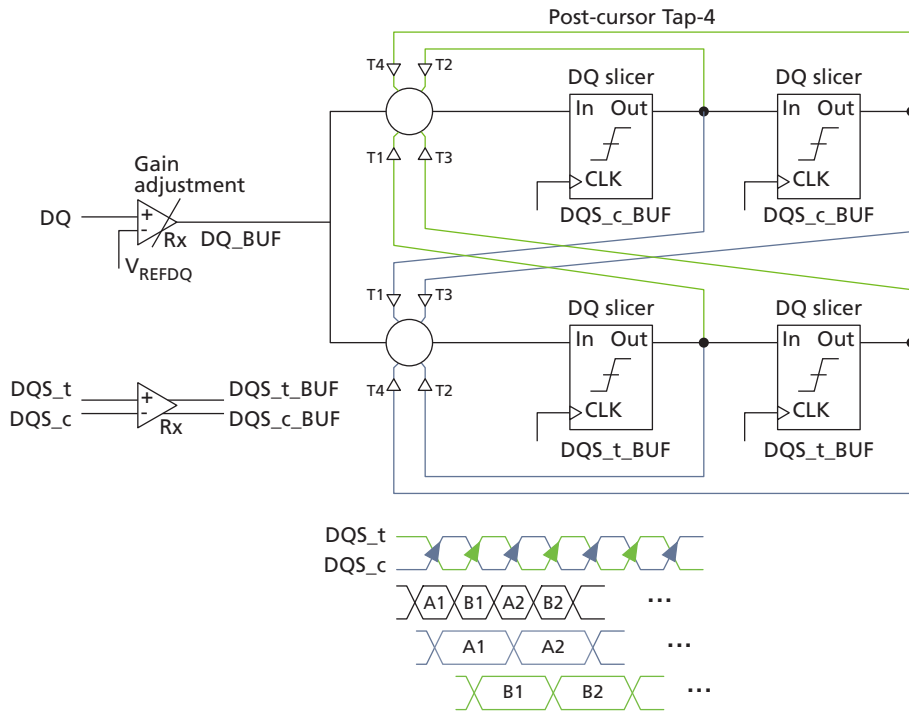 Post-cursor Tap-4
T4 T2
DQ slicer DQ slicer
In Out In Out
T1 T3
CLK CLK
DQS_c_BUF DQS_c_BUF
Gain
adjustment
DQ + - Rx DQ_BUF
VREFDQ
T1 T3
DQ slicer DQ slicer
In Out In Out
T4 T2
CLK CLK
DQS_t_BUF DQS_t_BUF
DQS_t + DQS_t_BUF
DQS_c - Rx DQS_c_BUF
DQS_t
DQS_c
A1 B1 A2 B2 ...
A1 A2 ...
B1 B2 ...